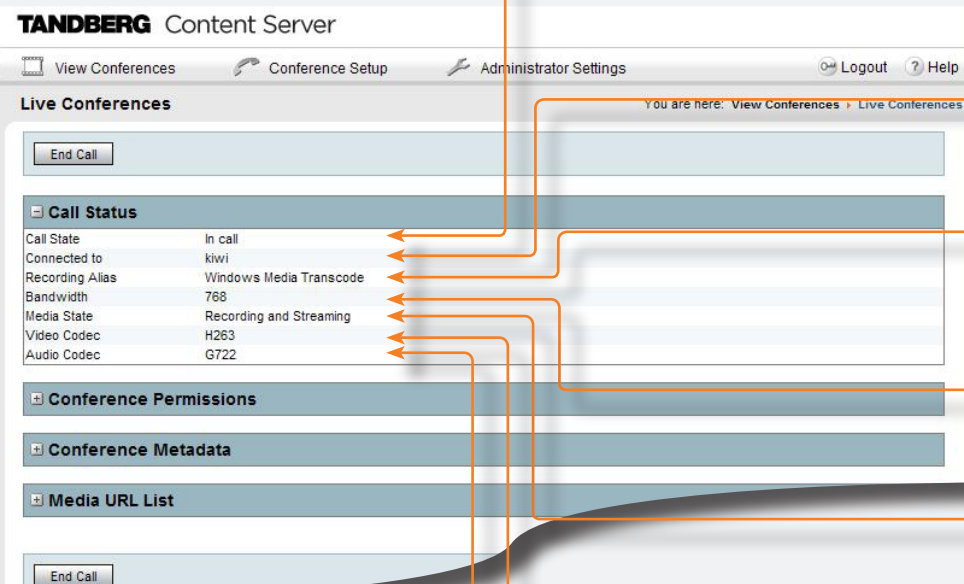 TANDBERG Content Server
View Conferences Conference Setup Administrator Settings Logout ? Help
Live Conferences You are here: View Conferences Live Conferences
End Call
Call Status
Call State In call
Connected to kiwi
Recording Alias Windows Media Transcode
Bandwidth 768
Media State Recording and Streaming
Video Codec H263
Audio Codec G722
Conference Permissions
Conference Metadata
Media URL List
End Call